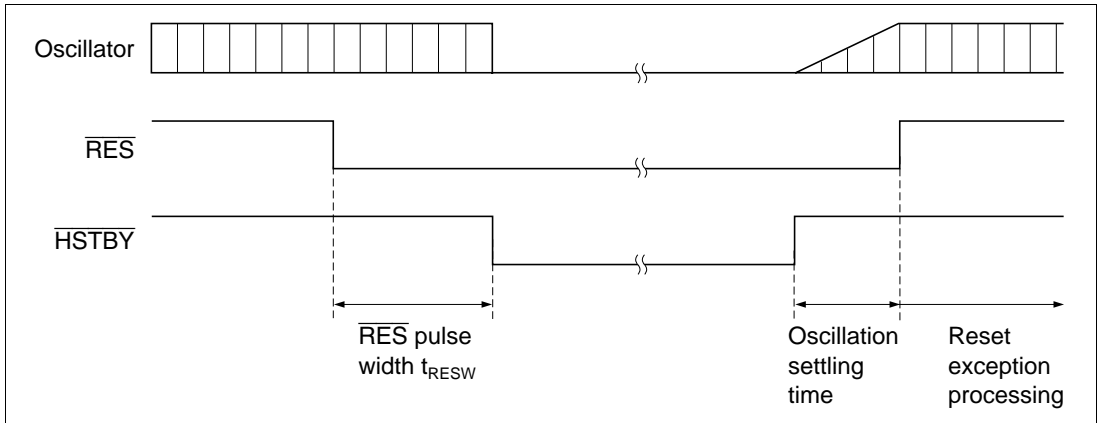 Oscillator
RES
HSTBY
RES pulse
width tRESW
Oscillation
settling
time
Reset
exception
processing